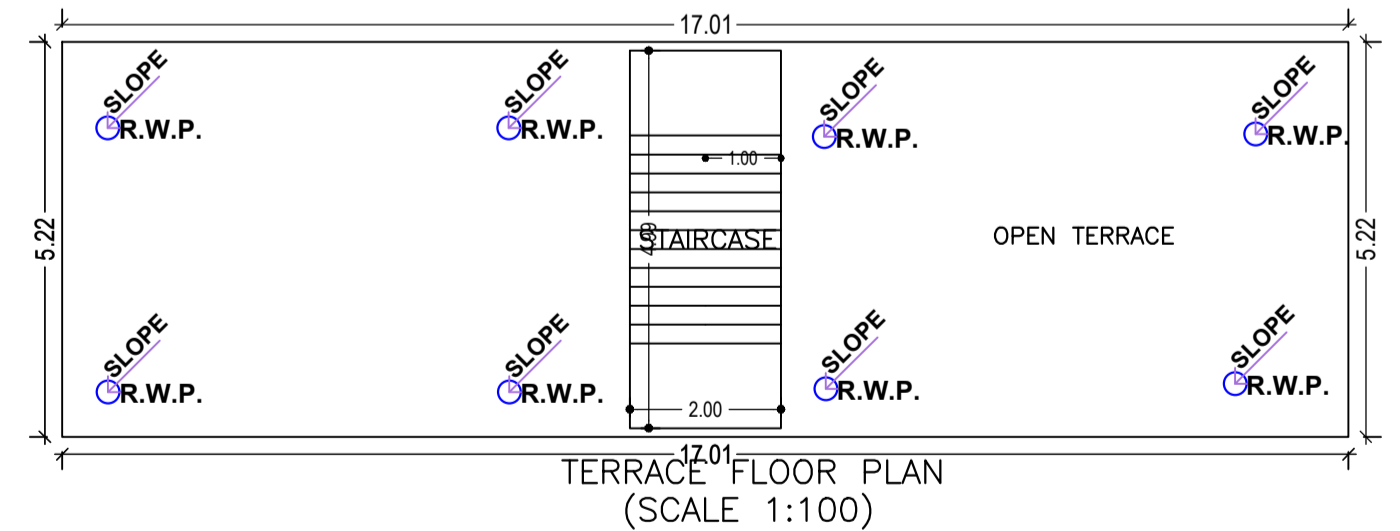 17.01
SLOPE
R.W.P.
SLOPE
R.W.P.
SLOPE
R.W.P.
SLOPE
R.W.P.
1.00
5.22
STAIRCASE
OPEN TERRACE
5.22
SLOPE
R.W.P.
SLOPE
R.W.P.
SLOPE
R.W.P.
SLOPE
R.W.P.
2.00
17.01
TERRACE FLOOR PLAN
(SCALE 1:100)